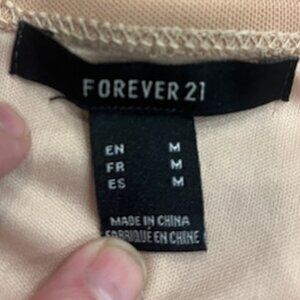 FOREVER 21
EN M
FR M
ES M
MADE IN CHINA
FABRIQUÉ EN CHINE